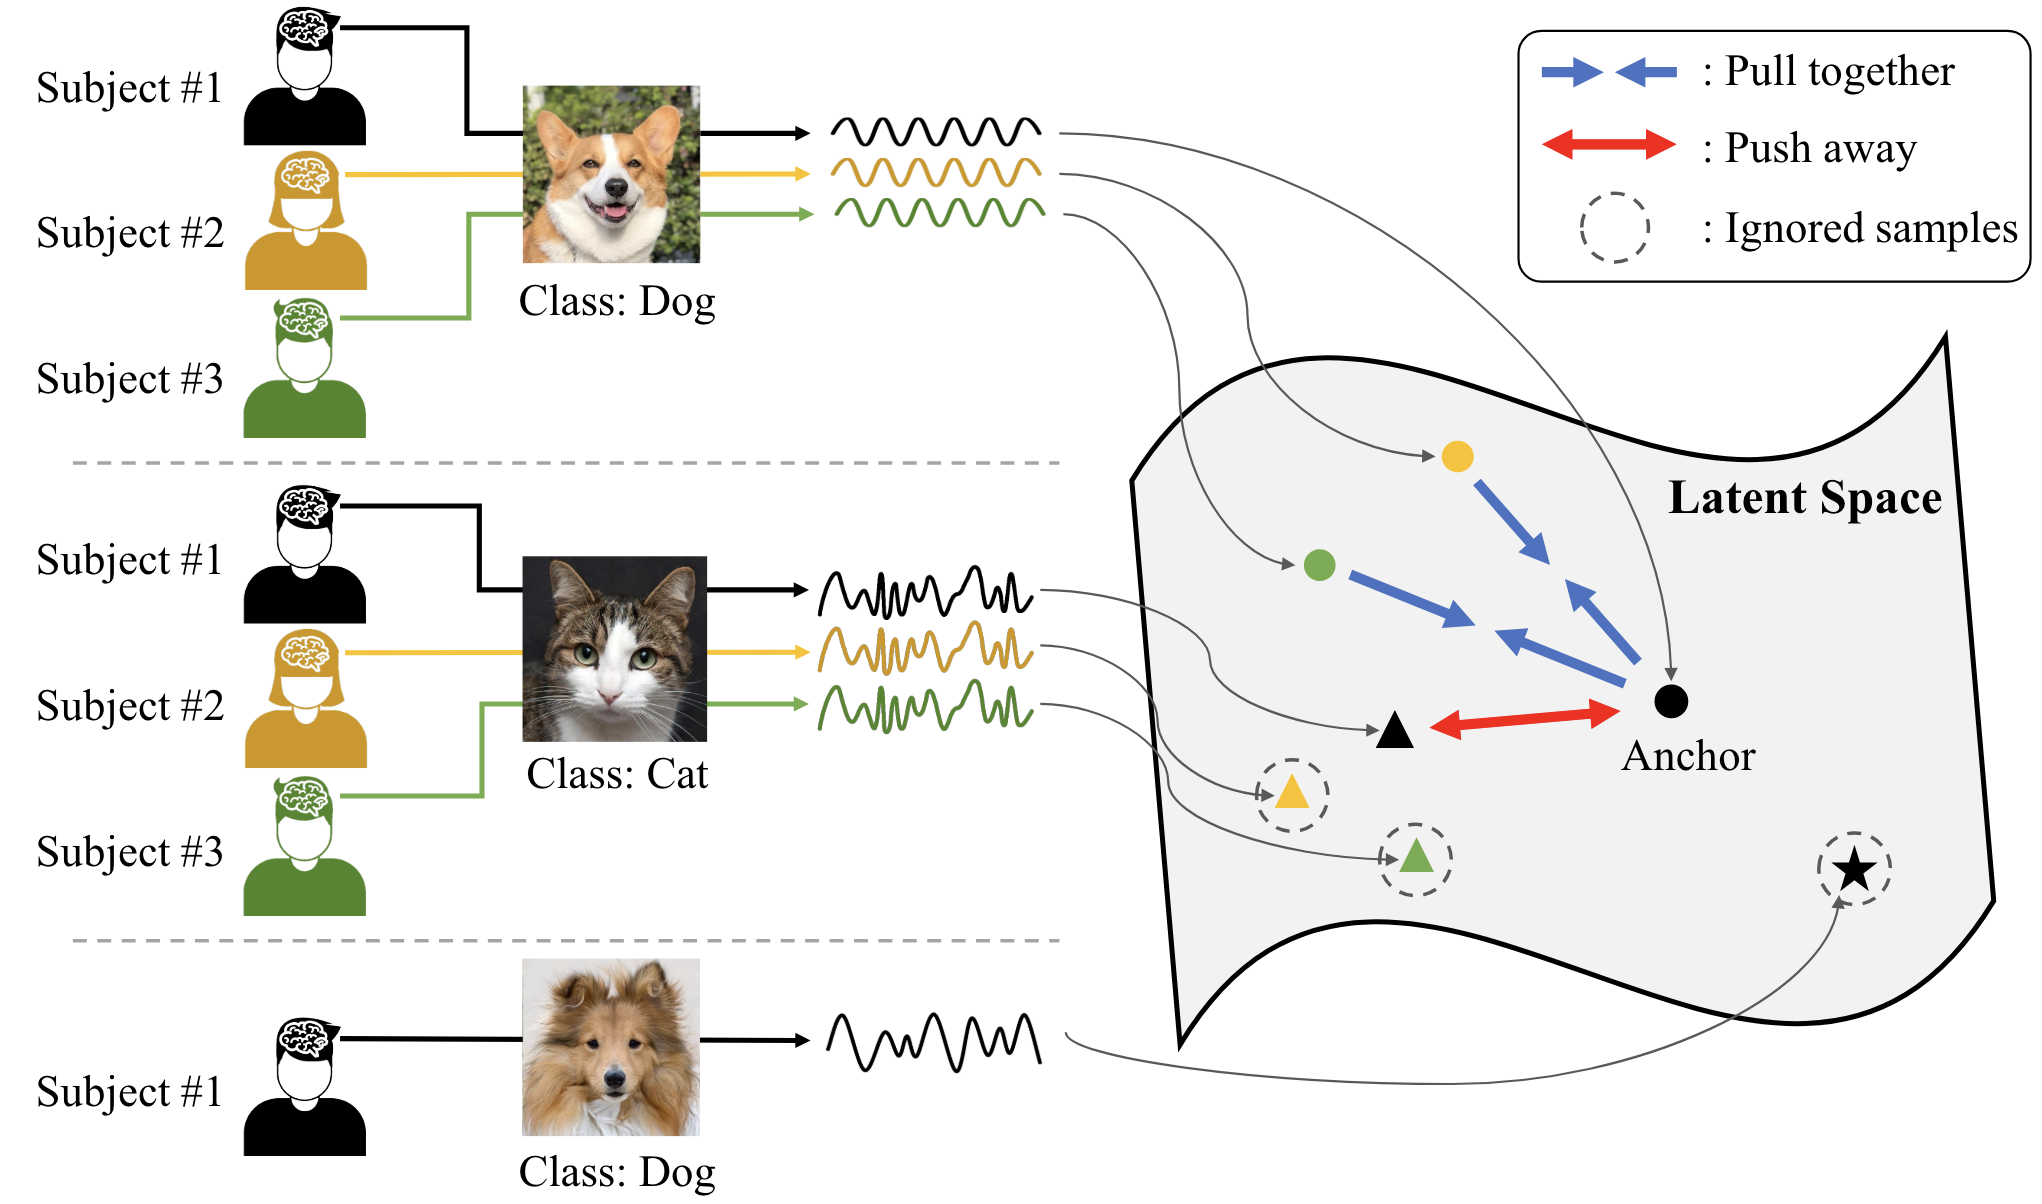 Subject #1
Subject #2
Subject #3
Class: Dog
Subject #1
Subject #2
Subject #3
Class: Cat
Subject #1
Class: Dog
: Pull together
: Push away
: Ignored samples
Latent Space
Anchor